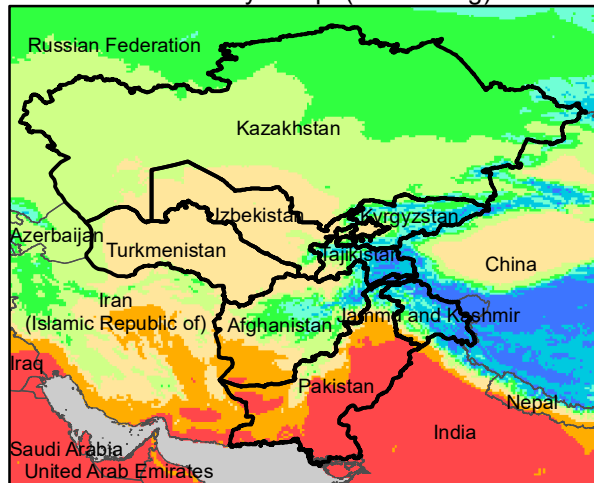 Russian Federation
Kazakhstan
Izbekistan
Kyrgyzstan
Azerbaijan
Turkmenistan
Tajikistan
China
Iran
(Islamic Republic of)
Afghanistan
Jammu and Kashmir
Iraq
Pakistan
Nepal
India
Saudi Arabia
United Arab Emirates